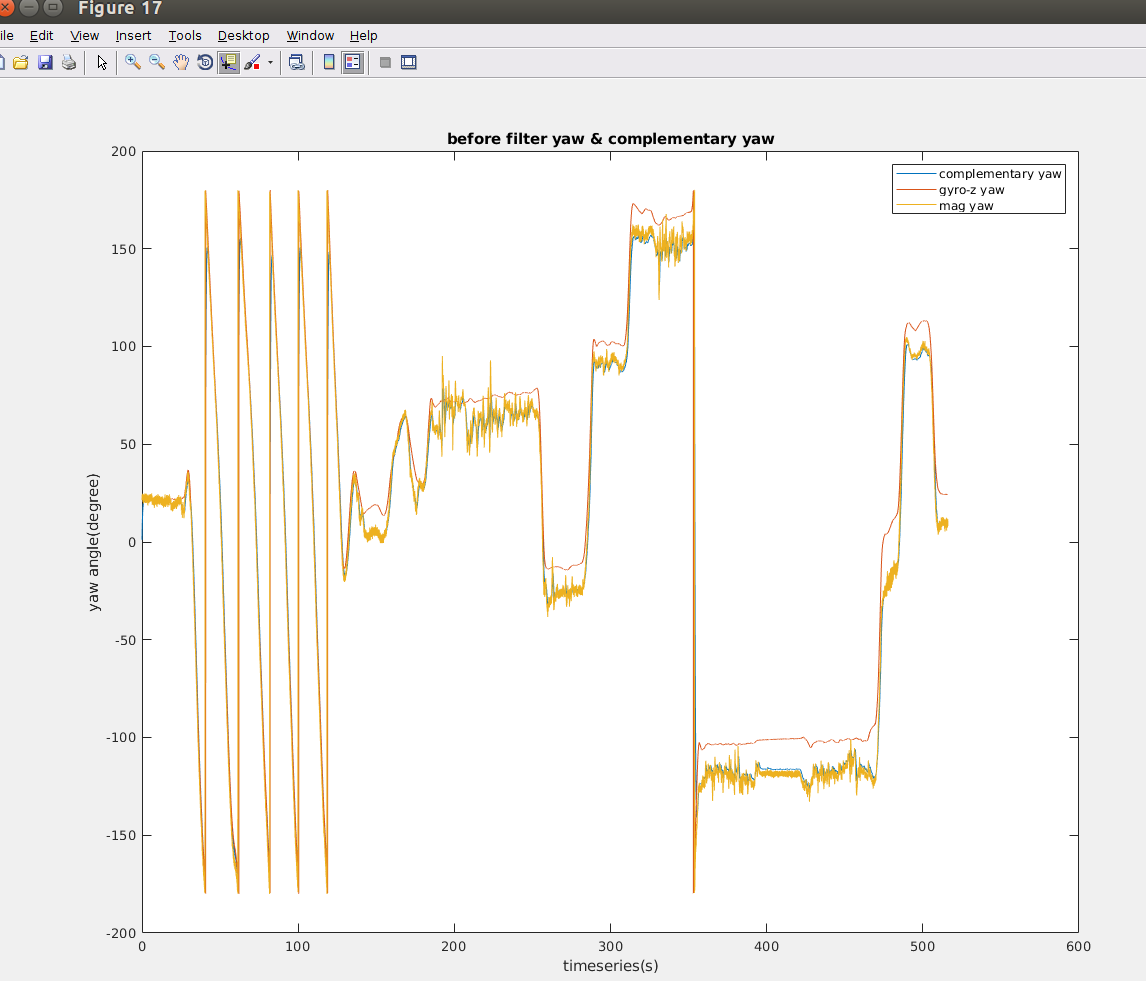 Figure 17
ile Edit View Insert Tools Desktop Window Help
before filter yaw & complementary yaw
complementary yaw
gyro-z yaw
mag yaw
200
150
100
50
0
-50
-100
-150
-200
yaw angle(degree)
0 100 200 300 400 500 600
timeseries(s)